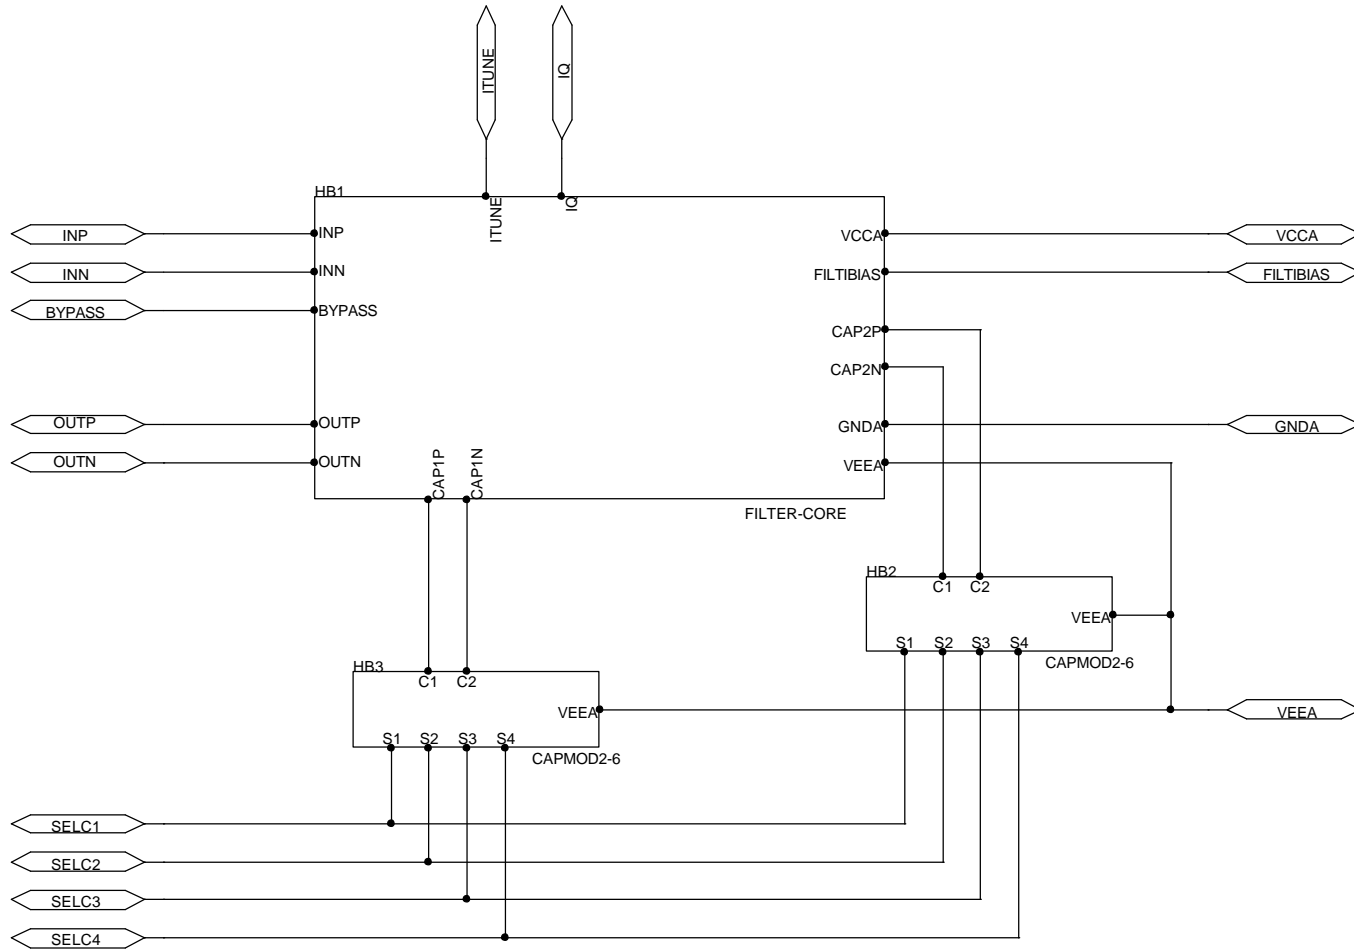 ITUNE
IQ
HB1
ITUNE
IQ
INP
INP
VCCA
VCCA
INN
INN
FILTIBIAS
FILTIBIAS
BYPASS
BYPASS
CAP2P
CAP2N
OUTP
OUTP
GNDA
GNDA
OUTN
OUTN
CAP1P
CAP1N
VEEA
FILTER-CORE
HB2
C1 C2
VEEA
S1 S2 S3 S4
CAPMOD2-6
HB3
C1 C2
VEEA
VEEA
S1 S2 S3 S4
CAPMOD2-6
SELC1
SELC2
SELC3
SELC4